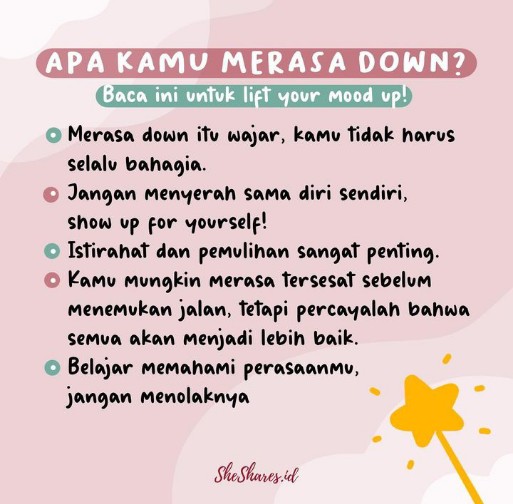 APA KAMU MERASA DOWN?
Baca ini untuk lift your mood up!
Merasa down itu wajar, kamu tidak harus
selalu bahagia.
Jangan menyerah sama diri sendiri,
show up for yourself!
Istirahat dan pemulihan sangat penting.
Kamu mungkin merasa tersesat sebelum
menemukan jalan, tetapi percayalah bahwa
semua akan menjadi lebih baik.
Belajar memahami perasaanmu,
jangan menolaknya
SheShares.id